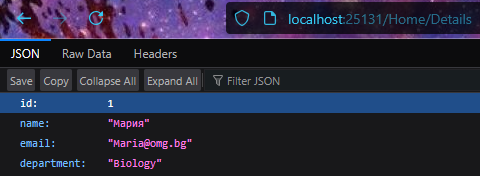 localhost:25131/Home/Details
JSON Raw Data Headers
Save Copy Collapse All Expand All Filter JSON
id: 1
name: "Мария"
email: "Maria@omg.bg"
department: "Biology"